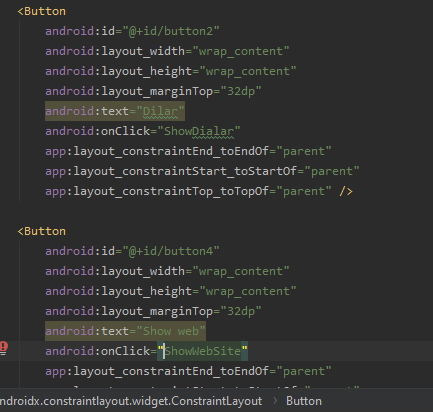 <Button
android:id="@+id/button2"
android:layout_width="wrap_content"
android:layout_height="wrap_content"
android:layout_marginTop="32dp"
android:text="Dilar"
android:onClick="ShowDialar"
app:layout_constraintEnd_toEndOf="parent"
app:layout_constraintStart_toStartOf="parent"
app:layout_constraintTop_toTopOf="parent" />
<Button
android:id="@+id/button4"
android:layout_width="wrap_content"
android:layout_height="wrap_content"
android:layout_marginTop="32dp"
android:text="Show web"
android:onClick="ShowWebSite"
app:layout_constraintEnd_toEndOf="parent"
ndroidx.constraintlayout.widget.ConstraintLayout › Button